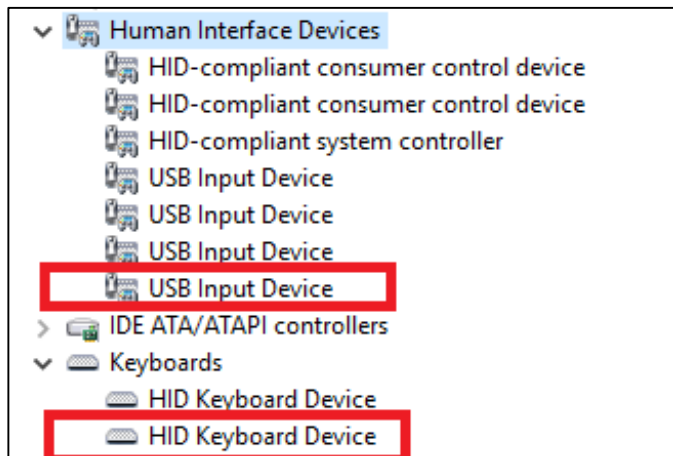 Human Interface Devices
HID-compliant consumer control device
HID-compliant consumer control device
HID-compliant system controller
USB Input Device
USB Input Device
USB Input Device
USB Input Device
IDE ATA/ATAPI controllers
Keyboards
HID Keyboard Device
HID Keyboard Device